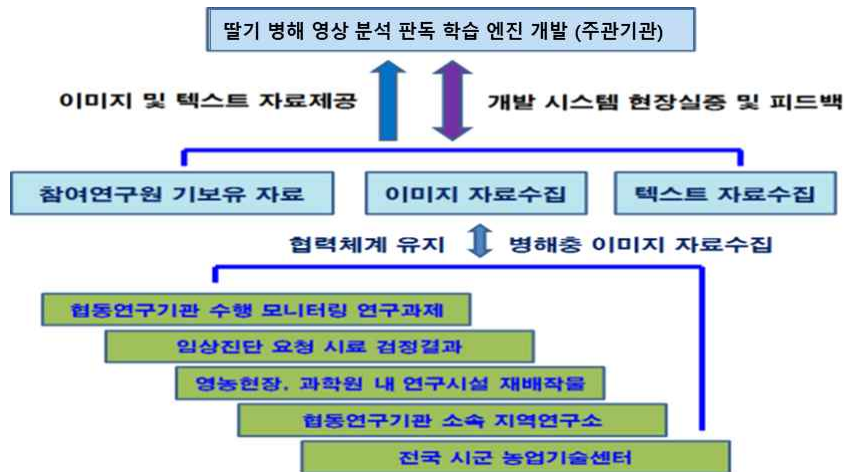 딸기 병해 영상 분석 판독 학습 엔진 개발 (주관기관)
이미지 및 텍스트 자료제공
개발 시스템 현장실증 및 피드백
참여연구원 기보유 자료
이미지 자료수집
텍스트 자료수집
협력체계 유지
병해충 이미지 자료수집
협동연구기관 수행 모니터링 연구과제
임상진단 요청 시료 검정결과
영농현장, 과학원 내 연구시설 재배작물
협동연구기관 소속 지역연구소
전국 시군 농업기술센터